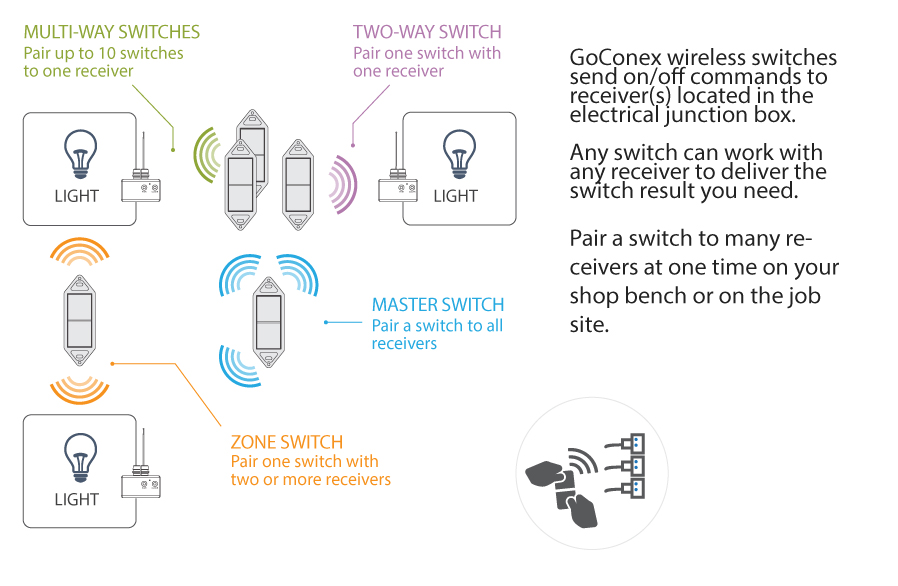 MULTI-WAY SWITCHES
Pair up to 10 switches
to one receiver
TWO-WAY SWITCH
Pair one switch with
one receiver
LIGHT
LIGHT
MASTER SWITCH
Pair a switch to all
receivers
ZONE SWITCH
Pair one switch with
two or more receivers
LIGHT
GoConex wireless switches
send on/off commands to
receiver(s) located in the
electrical junction box.
Any switch can work with
any receiver to deliver the
switch result you need.
Pair a switch to many re-
ceivers at one time on your
shop bench or on the job
site.